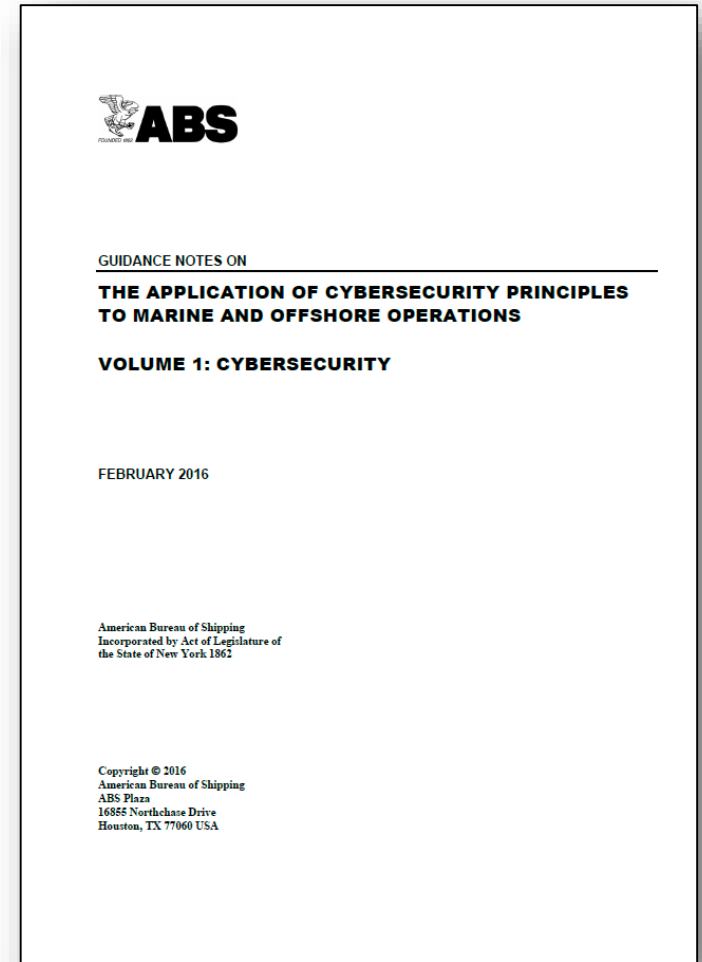 ABS
FOUNDED 1862
GUIDANCE NOTES ON
THE APPLICATION OF CYBERSECURITY PRINCIPLES
TO MARINE AND OFFSHORE OPERATIONS
VOLUME 1: CYBERSECURITY
FEBRUARY 2016
American Bureau of Shipping
Incorporated by Act of Legislature of
the State of New York 1862
Copyright © 2016
American Bureau of Shipping
ABS Plaza
16855 Northchase Drive
Houston, TX 77060 USA